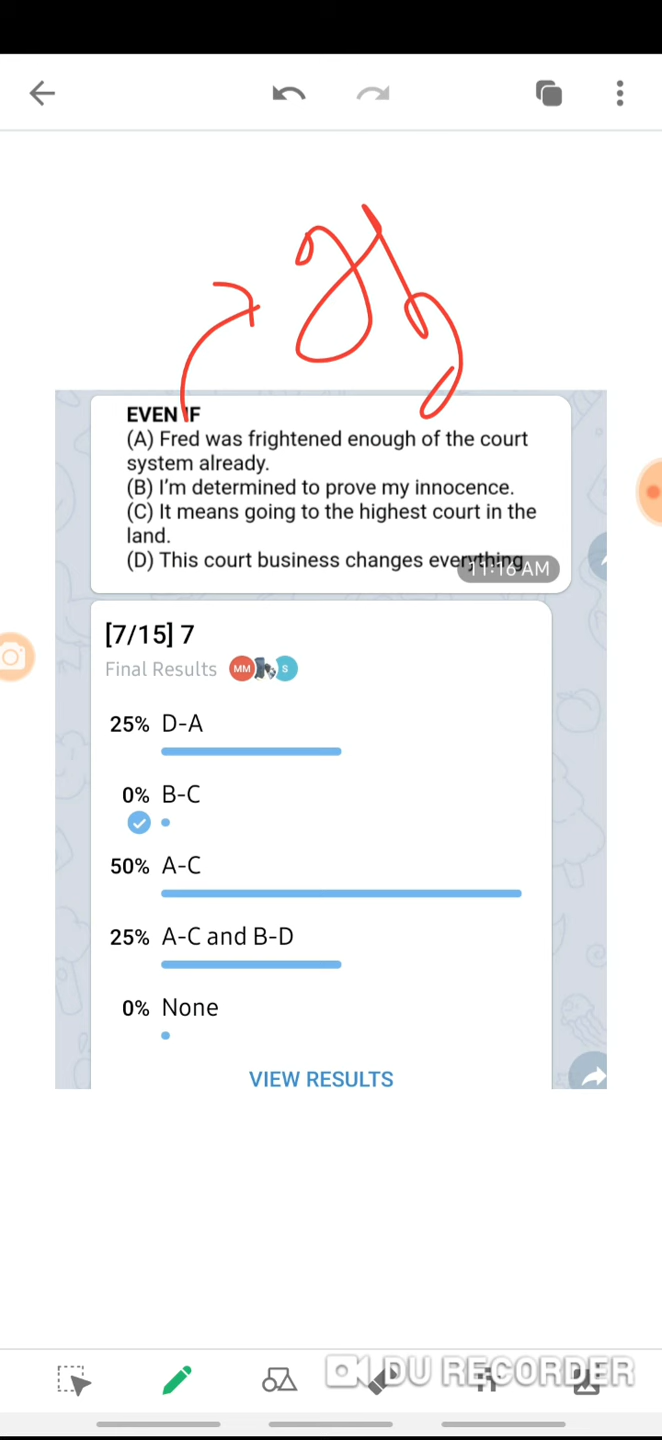 EVEN IF
(A) Fred was frightened enough of the court
system already.
(B) I'm determined to prove my innocence.
(C) It means going to the highest court in the
land.
(D) This court business changes everything
11:16 AM
[7/15] 7
Final Results MM S
25% D-A
0% B-C
50% A-C
25% A-C and B-D
0% None
VIEW RESULTS
DU RECORDER